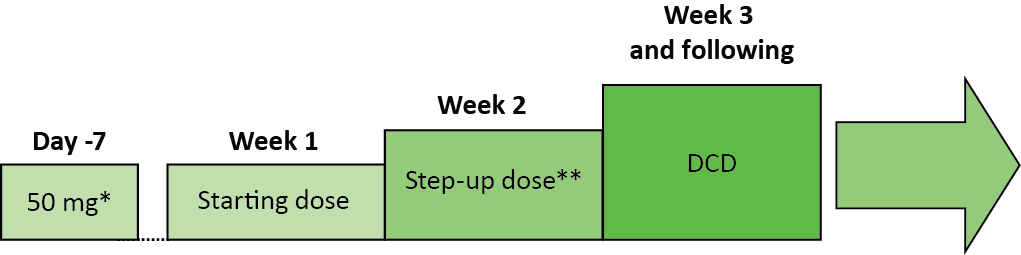 Day -7
50 mg*
Week 1
Starting dose
Week 2
Step-up dose**
Week 3
and following
DCD